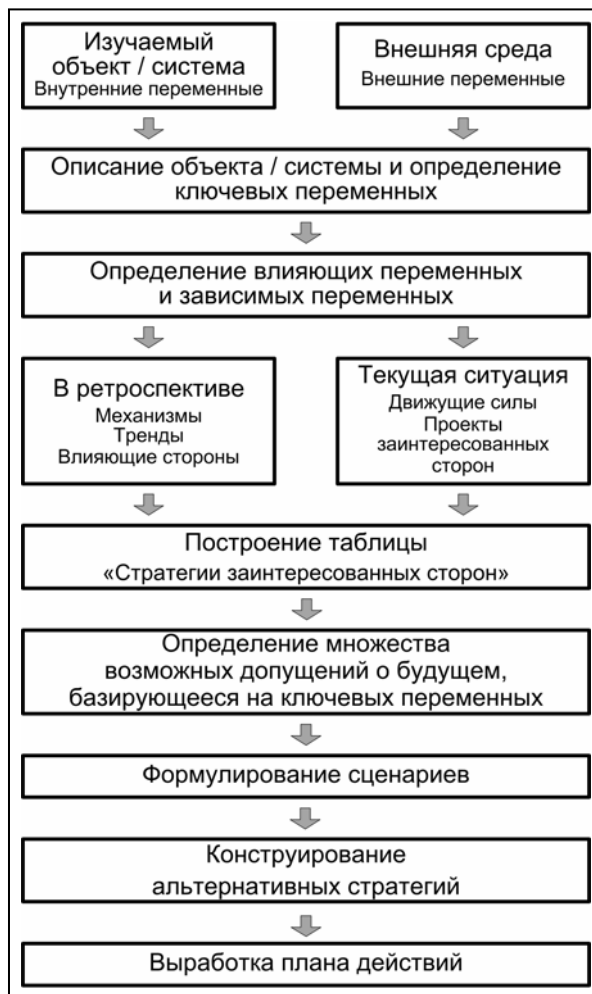 Изучаемый
объект / система
Внутренние переменные
Внешняя среда
Внешние переменные
Описание объекта / системы и определение
ключевых переменных
Определение влияющих переменных
и зависимых переменных
В ретроспективе
Механизмы
Тренды
Влияющие стороны
Текущая ситуация
Движущие силы
Проекты
заинтересованных
сторон
Построение таблицы
«Стратегии заинтересованных сторон»
Определение множества
возможных допущений о будущем,
базирующееся на ключевых переменных
Формулирование сценариев
Конструирование
альтернативных стратегий
Выработка плана действий